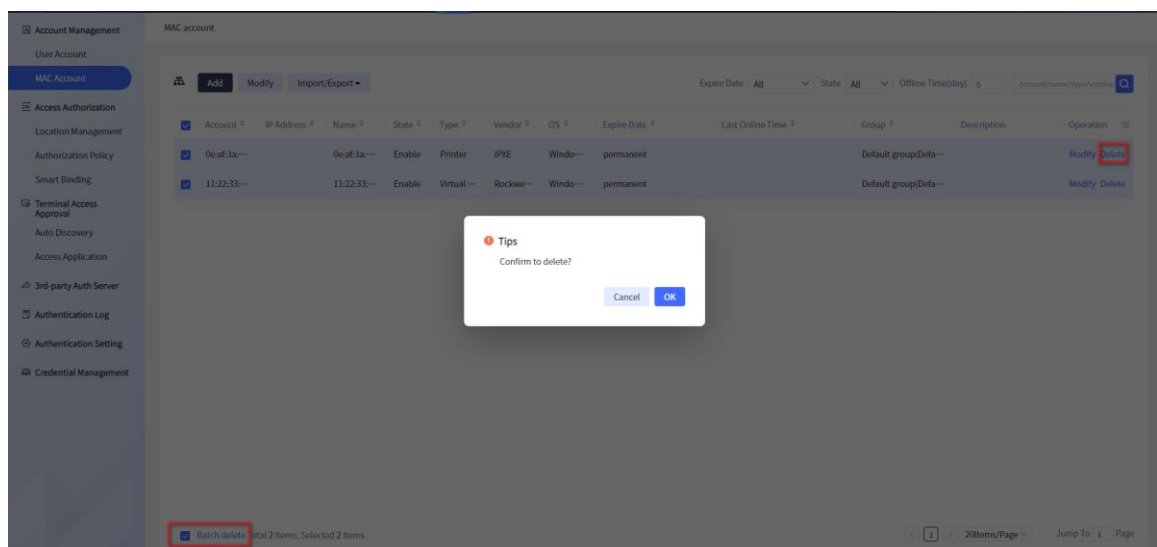 Account Management
MAC account
User Account
MAC Account
Add Modify Import/Export Expire Date All State All Offline Time(day) 0 Account/name/type/vendor
Access Authorization
Location Management
Account IP Address Name State Type Vendor OS Expire Date Last Online Time Group Description Operation
Authorization Policy
0e:af:3a:··· 0e:af:3a:··· Enable Printer iPXE Windo··· permanent Default group(Defa··· Modify Delete
Smart Binding
11:22:33:··· 11:22:33:··· Enable Virtual ··· Rockwe··· Windo··· permanent Default group(Defa··· Modify Delete
Terminal Access
Approval
Auto Discovery
Access Application
Tips
Confirm to delete?
Cancel OK
3rd-party Auth Server
Authentication Log
Authentication Setting
Credential Management
Batch delete Total 2 Items, Selected 2 Items 1 20Items/Page Jump To 1 Page